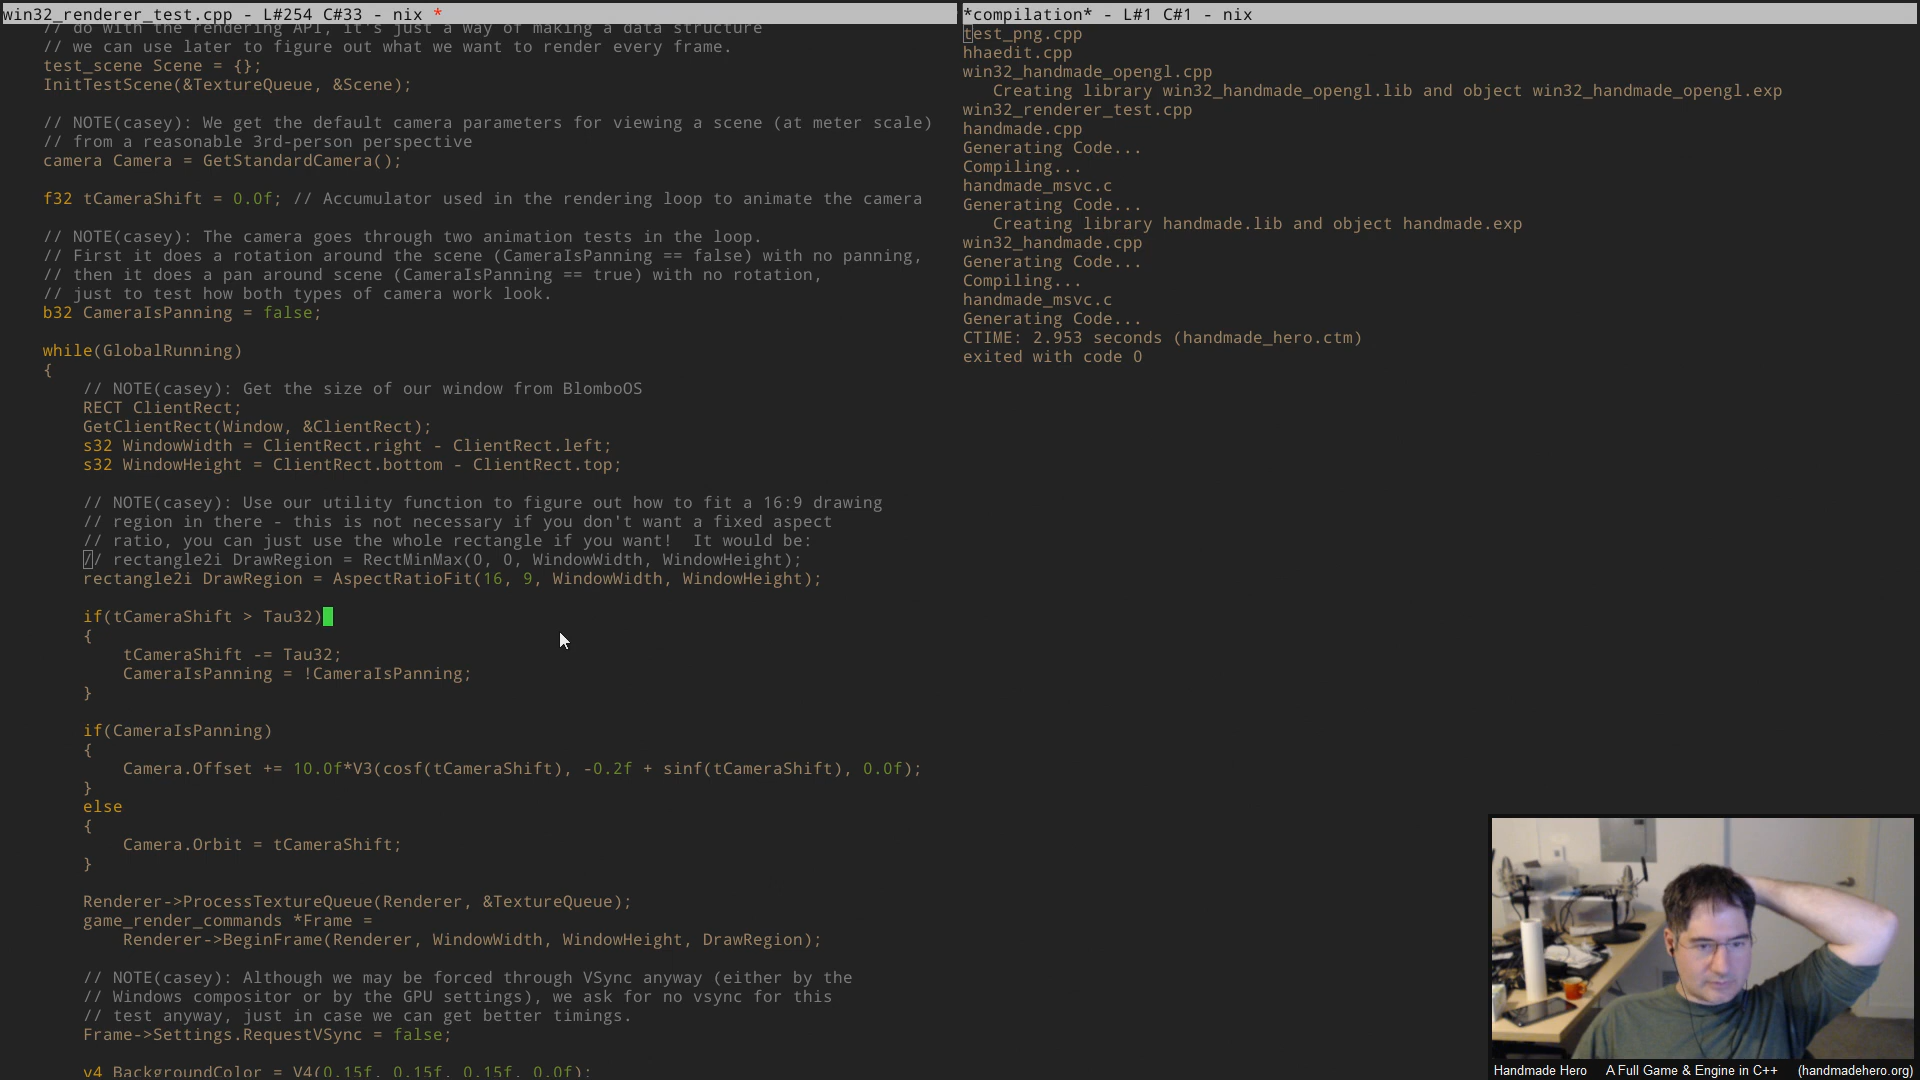 win32_renderer_test.cpp - L#254 C#33 - nix *
// do with the rendering API, it's just a way of making a data structure
// we can use later to figure out what we want to render every frame.
test_scene Scene = {};
InitTestScene(&TextureQueue, &Scene);
// NOTE(casey): We get the default camera parameters for viewing a scene (at meter scale)
// from a reasonable 3rd-person perspective
camera Camera = GetStandardCamera();
f32 tCameraShift = 0.0f; // Accumulator used in the rendering loop to animate the camera
// NOTE(casey): The camera goes through two animation tests in the loop.
// First it does a rotation around the scene (CameraIsPanning == false) with no panning,
// then it does a pan around scene (CameraIsPanning == true) with no rotation,
// just to test how both types of camera work look.
b32 CameraIsPanning = false;
while(GlobalRunning)
{
// NOTE(casey): Get the size of our window from BlomboOS
RECT ClientRect;
GetClientRect(Window, &ClientRect);
s32 WindowWidth = ClientRect.right - ClientRect.left;
s32 WindowHeight = ClientRect.bottom - ClientRect.top;
// NOTE(casey): Use our utility function to figure out how to fit a 16:9 drawing
// region in there - this is not necessary if you don't want a fixed aspect
// ratio, you can just use the whole rectangle if you want!  It would be:
// rectangle2i DrawRegion = RectMinMax(0, 0, WindowWidth, WindowHeight);
rectangle2i DrawRegion = AspectRatioFit(16, 9, WindowWidth, WindowHeight);
if(tCameraShift > Tau32)
{
tCameraShift -= Tau32;
CameraIsPanning = !CameraIsPanning;
}
if(CameraIsPanning)
{
Camera.Offset += 10.0f*V3(cosf(tCameraShift), -0.2f + sinf(tCameraShift), 0.0f);
}
else
{
Camera.Orbit = tCameraShift;
}
Renderer->ProcessTextureQueue(Renderer, &TextureQueue);
game_render_commands *Frame =
Renderer->BeginFrame(Renderer, WindowWidth, WindowHeight, DrawRegion);
// NOTE(casey): Although we may be forced through VSync anyway (either by the
// Windows compositor or by the GPU settings), we ask for no vsync for this
// test anyway, just in case we can get better timings.
Frame->Settings.RequestVSync = false;
v4 BackgroundColor = V4(0.15f, 0.15f, 0.15f, 0.0f);
*compilation* - L#1 C#1 - nix
test_png.cpp
hhaedit.cpp
win32_handmade_opengl.cpp
Creating library win32_handmade_opengl.lib and object win32_handmade_opengl.exp
win32_renderer_test.cpp
handmade.cpp
Generating Code...
Compiling...
handmade_msvc.c
Generating Code...
Creating library handmade.lib and object handmade.exp
win32_handmade.cpp
Generating Code...
Compiling...
handmade_msvc.c
Generating Code...
CTIME: 2.953 seconds (handmade_hero.ctm)
exited with code 0
Handmade Hero A Full Game & Engine in C++ (handmadehero.org)